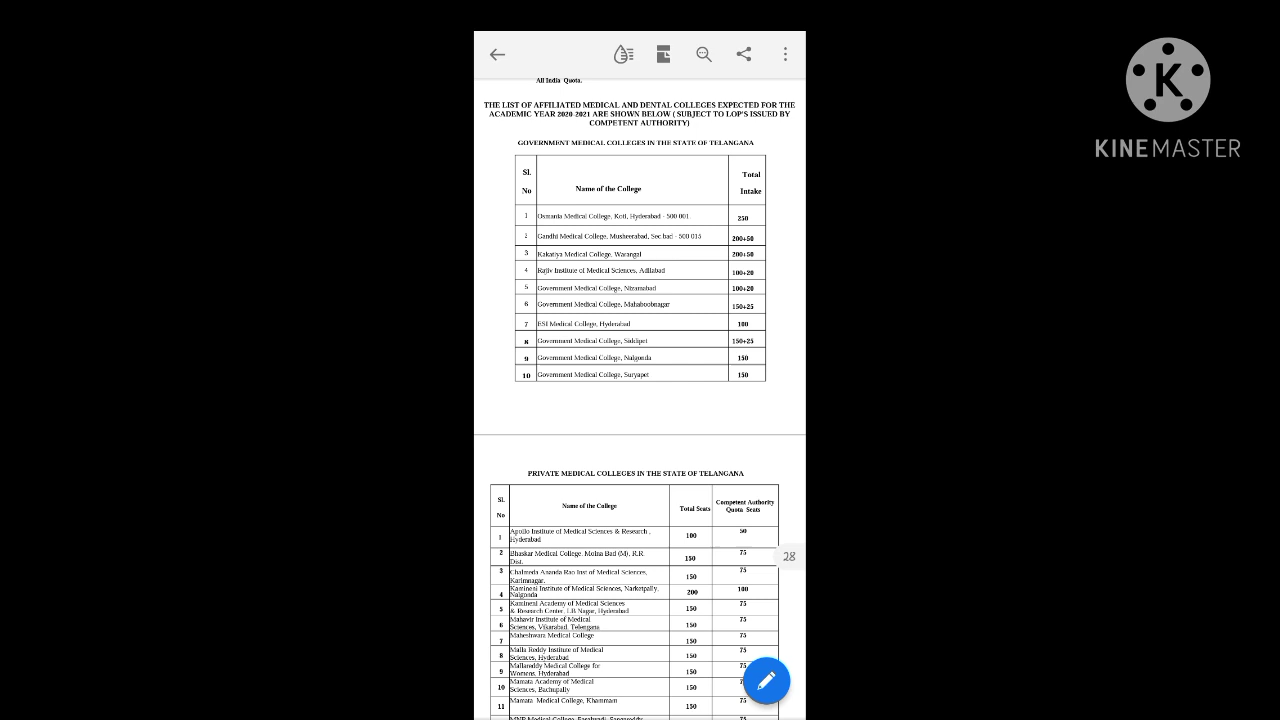 All India Quota.
THE LIST OF AFFILIATED MEDICAL AND DENTAL COLLEGES EXPECTED FOR THE
ACADEMIC YEAR 2020-2021 ARE SHOWN BELOW ( SUBJECT TO LOP'S ISSUED BY
COMPETENT AUTHORITY)
GOVERNMENT MEDICAL COLLEGES IN THE STATE OF TELANGANA
Sl. No Name of the College Total Intake
1 Osmania Medical College, Koti, Hyderabad - 500 001. 250
2 Gandhi Medical College, Musheerabad, Sec bad - 500 015 200+50
3 Kakatiya Medical College, Warangal 200+50
4 Rajiv Institute of Medical Sciences, Adilabad 100+20
5 Government Medical College, Nizamabad 100+20
6 Government Medical College, Mahaboobnagar 150+25
7 ESI Medical College, Hyderabad 100
8 Government Medical College, Siddipet 150+25
9 Government Medical College, Nalgonda 150
10 Government Medical College, Suryapet 150
PRIVATE MEDICAL COLLEGES IN THE STATE OF TELANGANA
Sl. No Name of the College Total Seats Competent Authority Quota Seats
1 Apollo Institute of Medical Sciences & Research , Hyderabad 100 50
2 Bhaskar Medical College, Moina Bad (M), R.R. Dist. 150 75
3 Chalmeda Ananda Rao Inst of Medical Sciences, Karimnagar. 150 75
4 Kamineni Institute of Medical Sciences, Narketpally, Nalgonda 200 100
5 Kamineni Academy of Medical Sciences & Research Center, LB Nagar, Hyderabad 150 75
6 Mahavir Institute of Medical Sciences, Vikarabad, Telengana 150 75
7 Maheshwara Medical College 150 75
8 Malla Reddy Institute of Medical Sciences, Hyderabad 150 75
9 Mallareddy Medical College for Womens, Hyderabad 150 75
10 Mamata Academy of Medical Sciences, Bachupally 150
11 Mamata Medical College, Khammam 150 75
MNR Medical College, 75
28
K
KINEMASTER